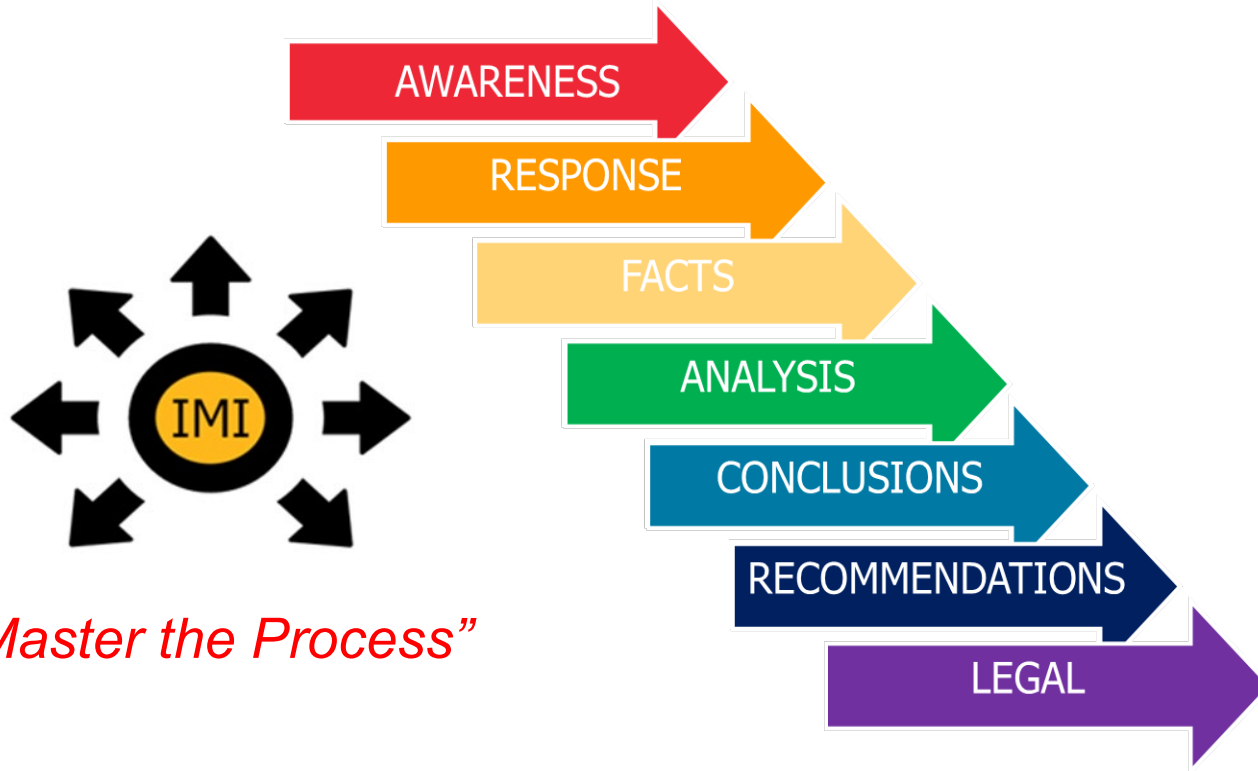 AWARENESS
RESPONSE
FACTS
ANALYSIS
IMI
CONCLUSIONS
RECOMMENDATIONS
Master the Process”
LEGAL